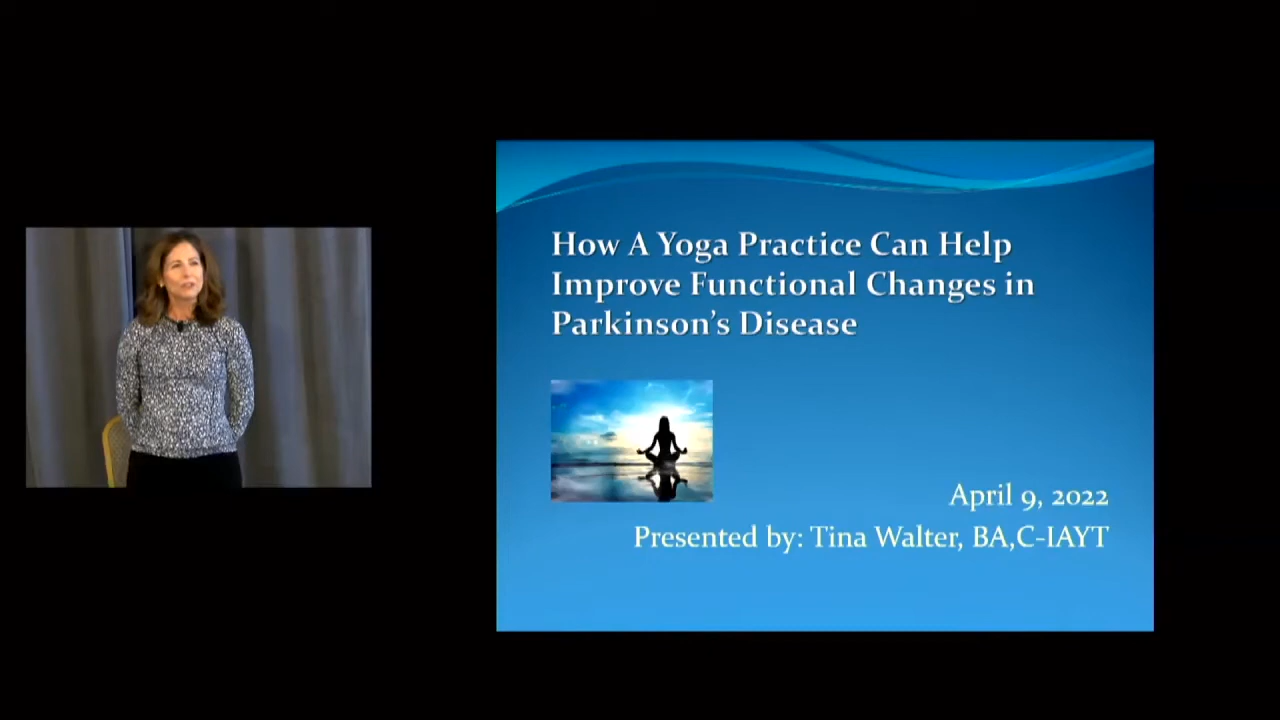 How A Yoga Practice Can Help
Improve Functional Changes in
Parkinson’s Disease
April 9, 2022
Presented by: Tina Walter, BA,C-IAYT